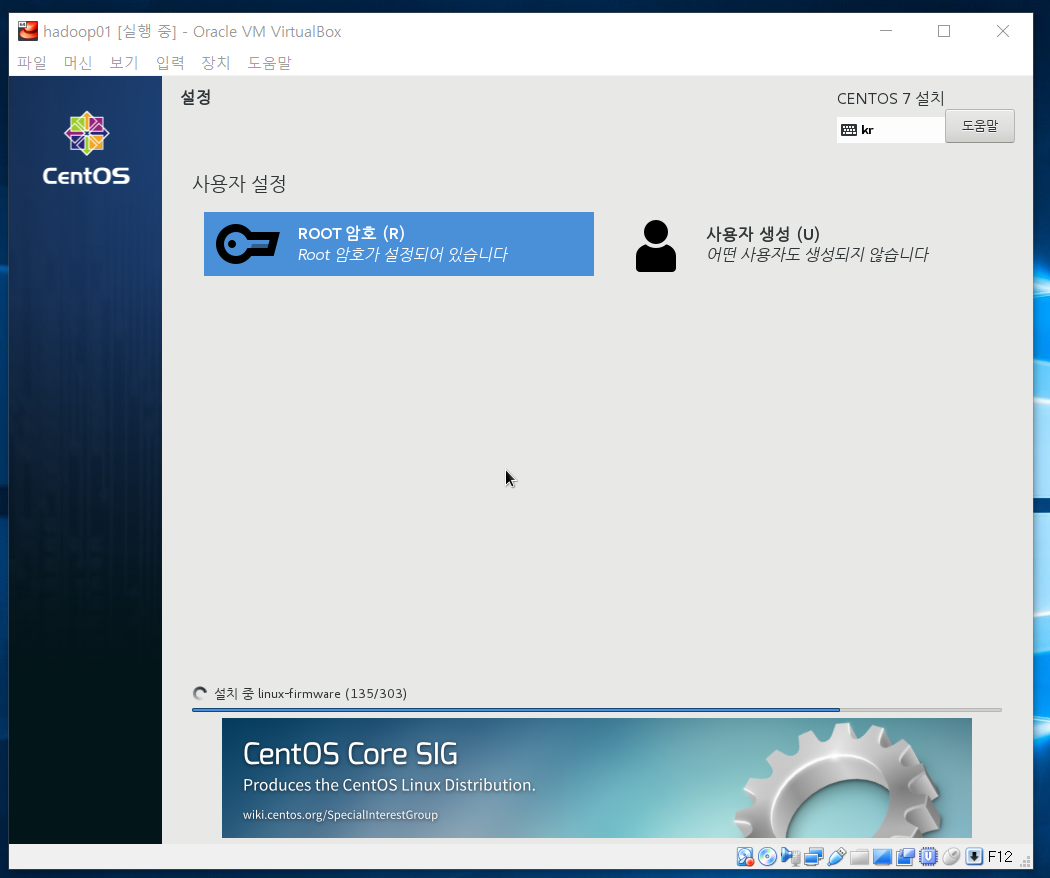 hadoop01 [실행 중] - Oracle VM VirtualBox
파일 머신 보기 입력 장치 도움말
설정
CENTOS 7 설치
kr
도움말
CentOS
사용자 설정
ROOT 암호 (R)
Root 암호가 설정되어 있습니다
사용자 생성 (U)
어떤 사용자도 생성되지 않습니다
설치 중 linux-firmware (135/303)
CentOS Core SIG
Produces the CentOS Linux Distribution.
wiki.centos.org/SpecialInterestGroup
F12